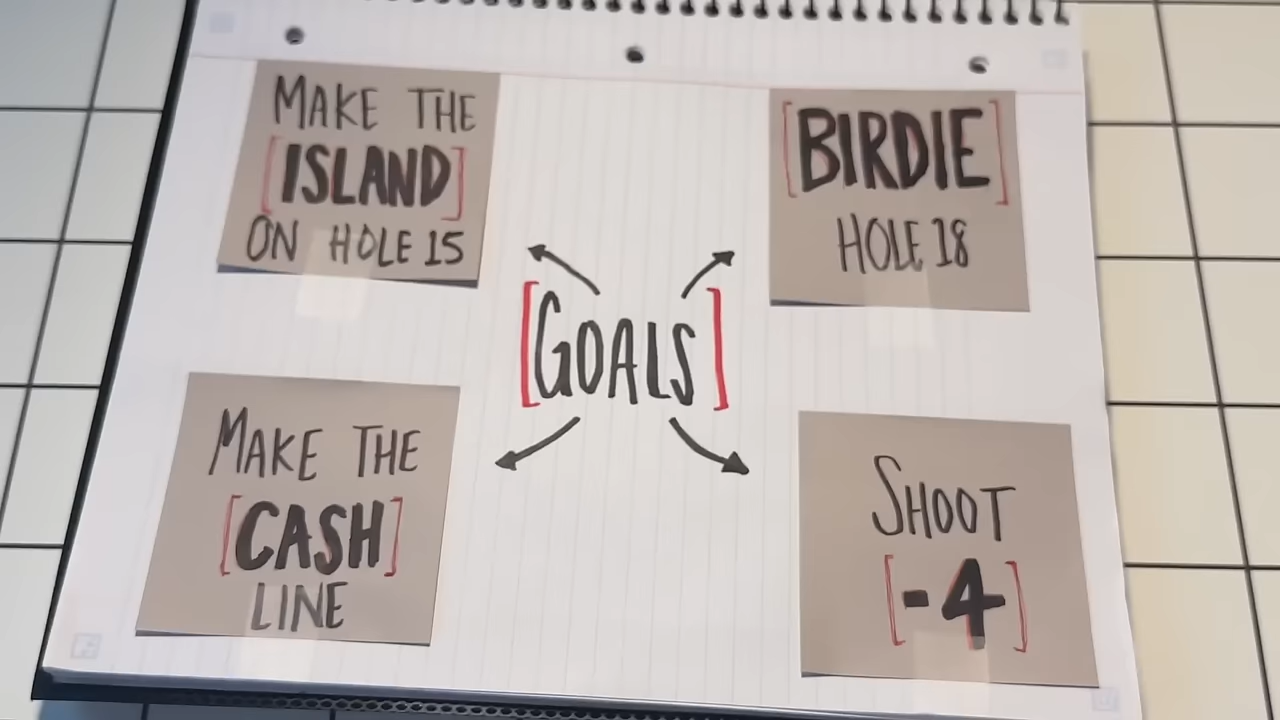 MAKE THE
[ISLAND]
ON HOLE 15
[BIRDIE]
HOLE 18
[GOALS]
MAKE THE
[CASH]
LINE
SHOOT
[-4]